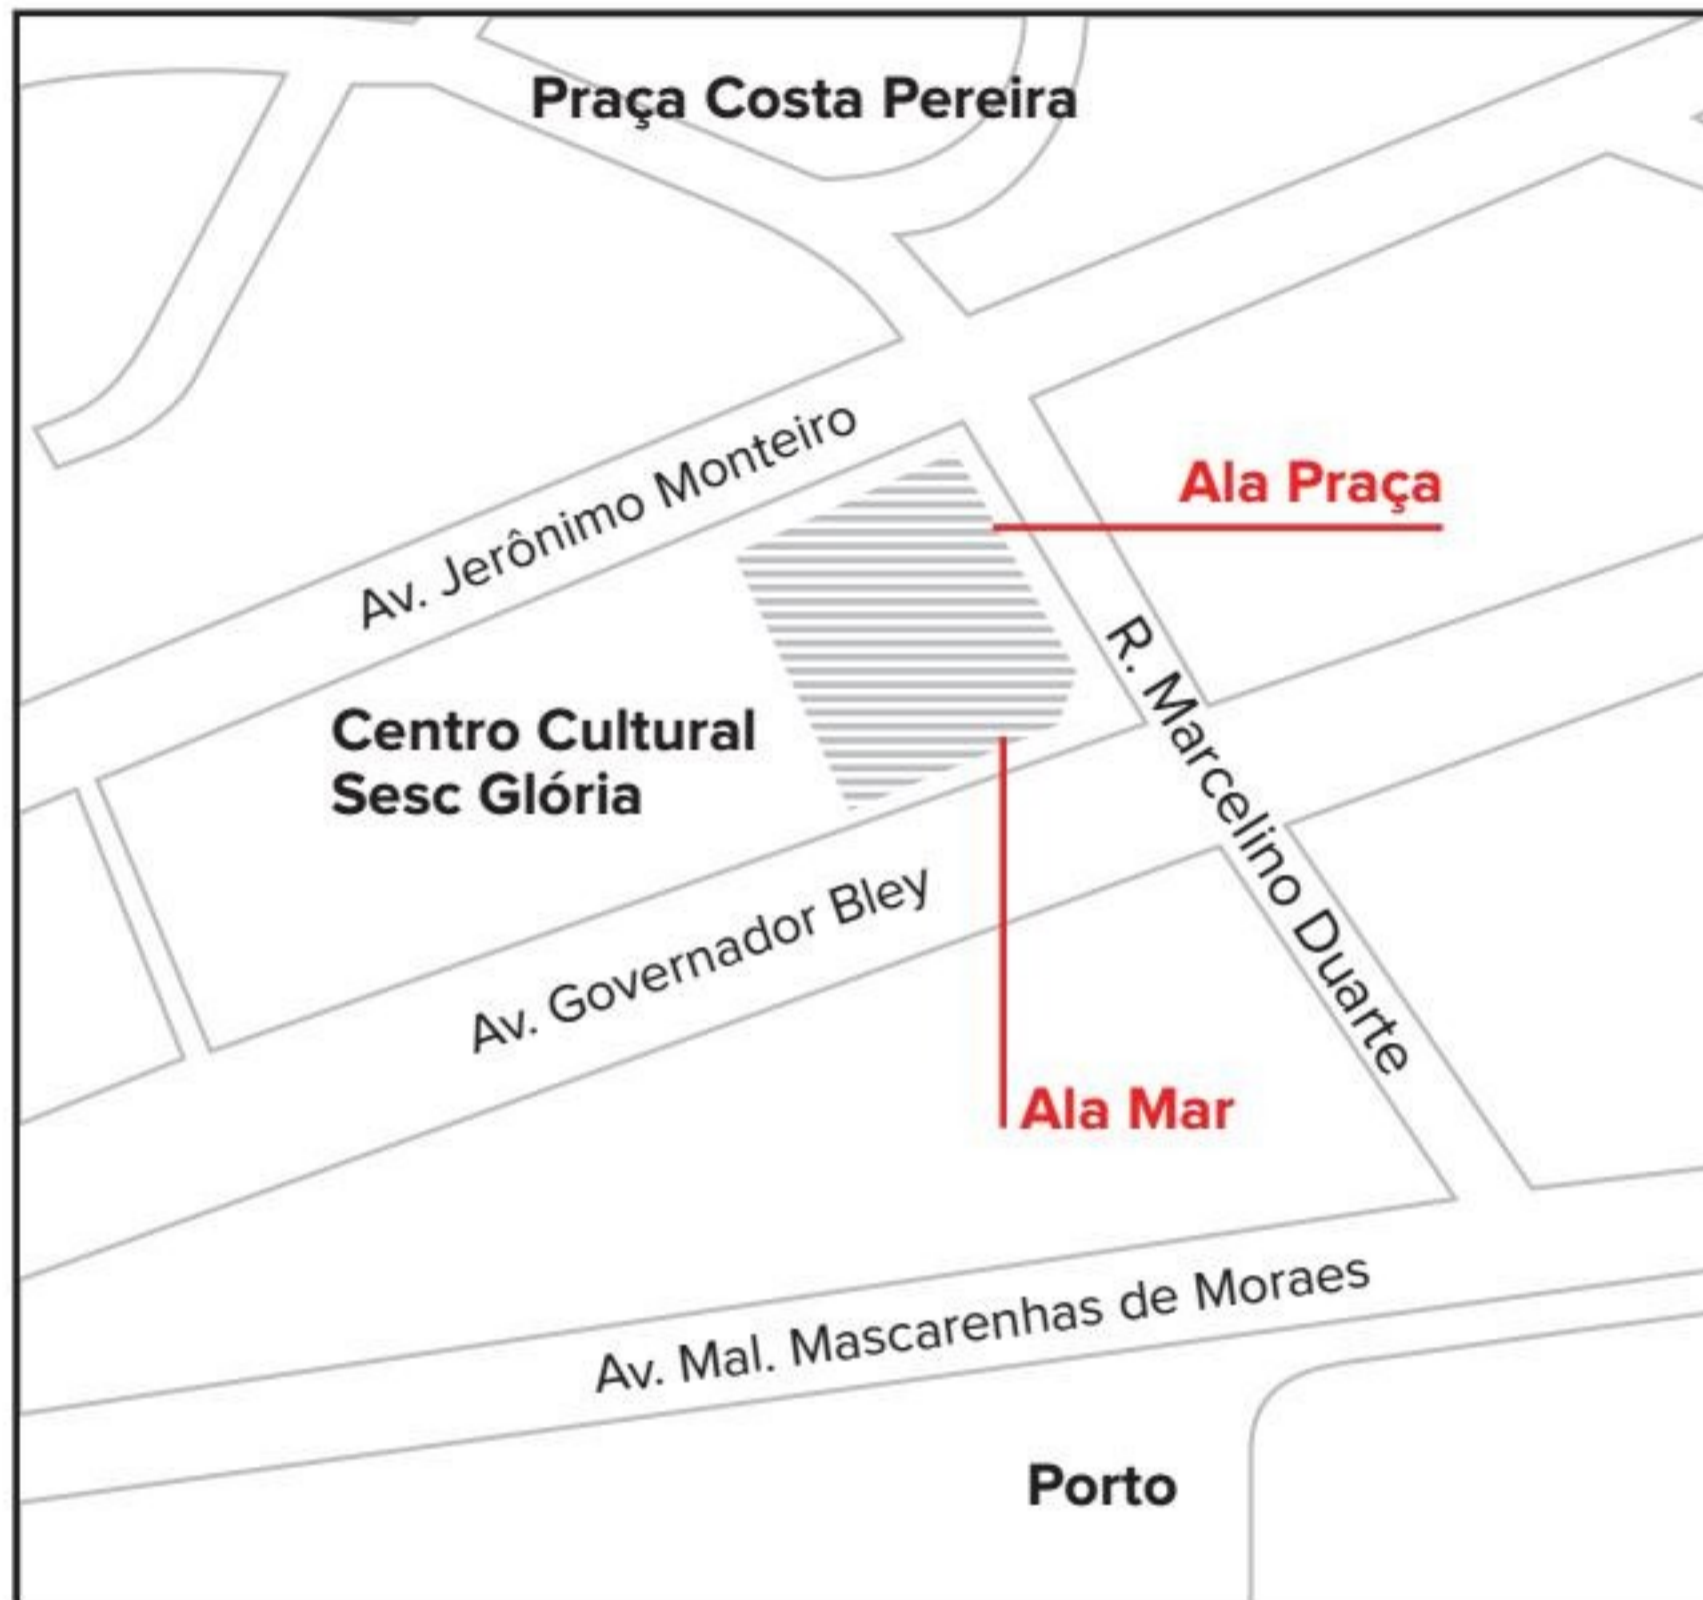 Praça Costa Pereira
Av. Jerônimo Monteiro
Ala Praça
R. Marcelino Duarte
Centro Cultural
Sesc Glória
Av. Governador Bley
Ala Mar
Av. Mal. Mascarenhas de Moraes
Porto